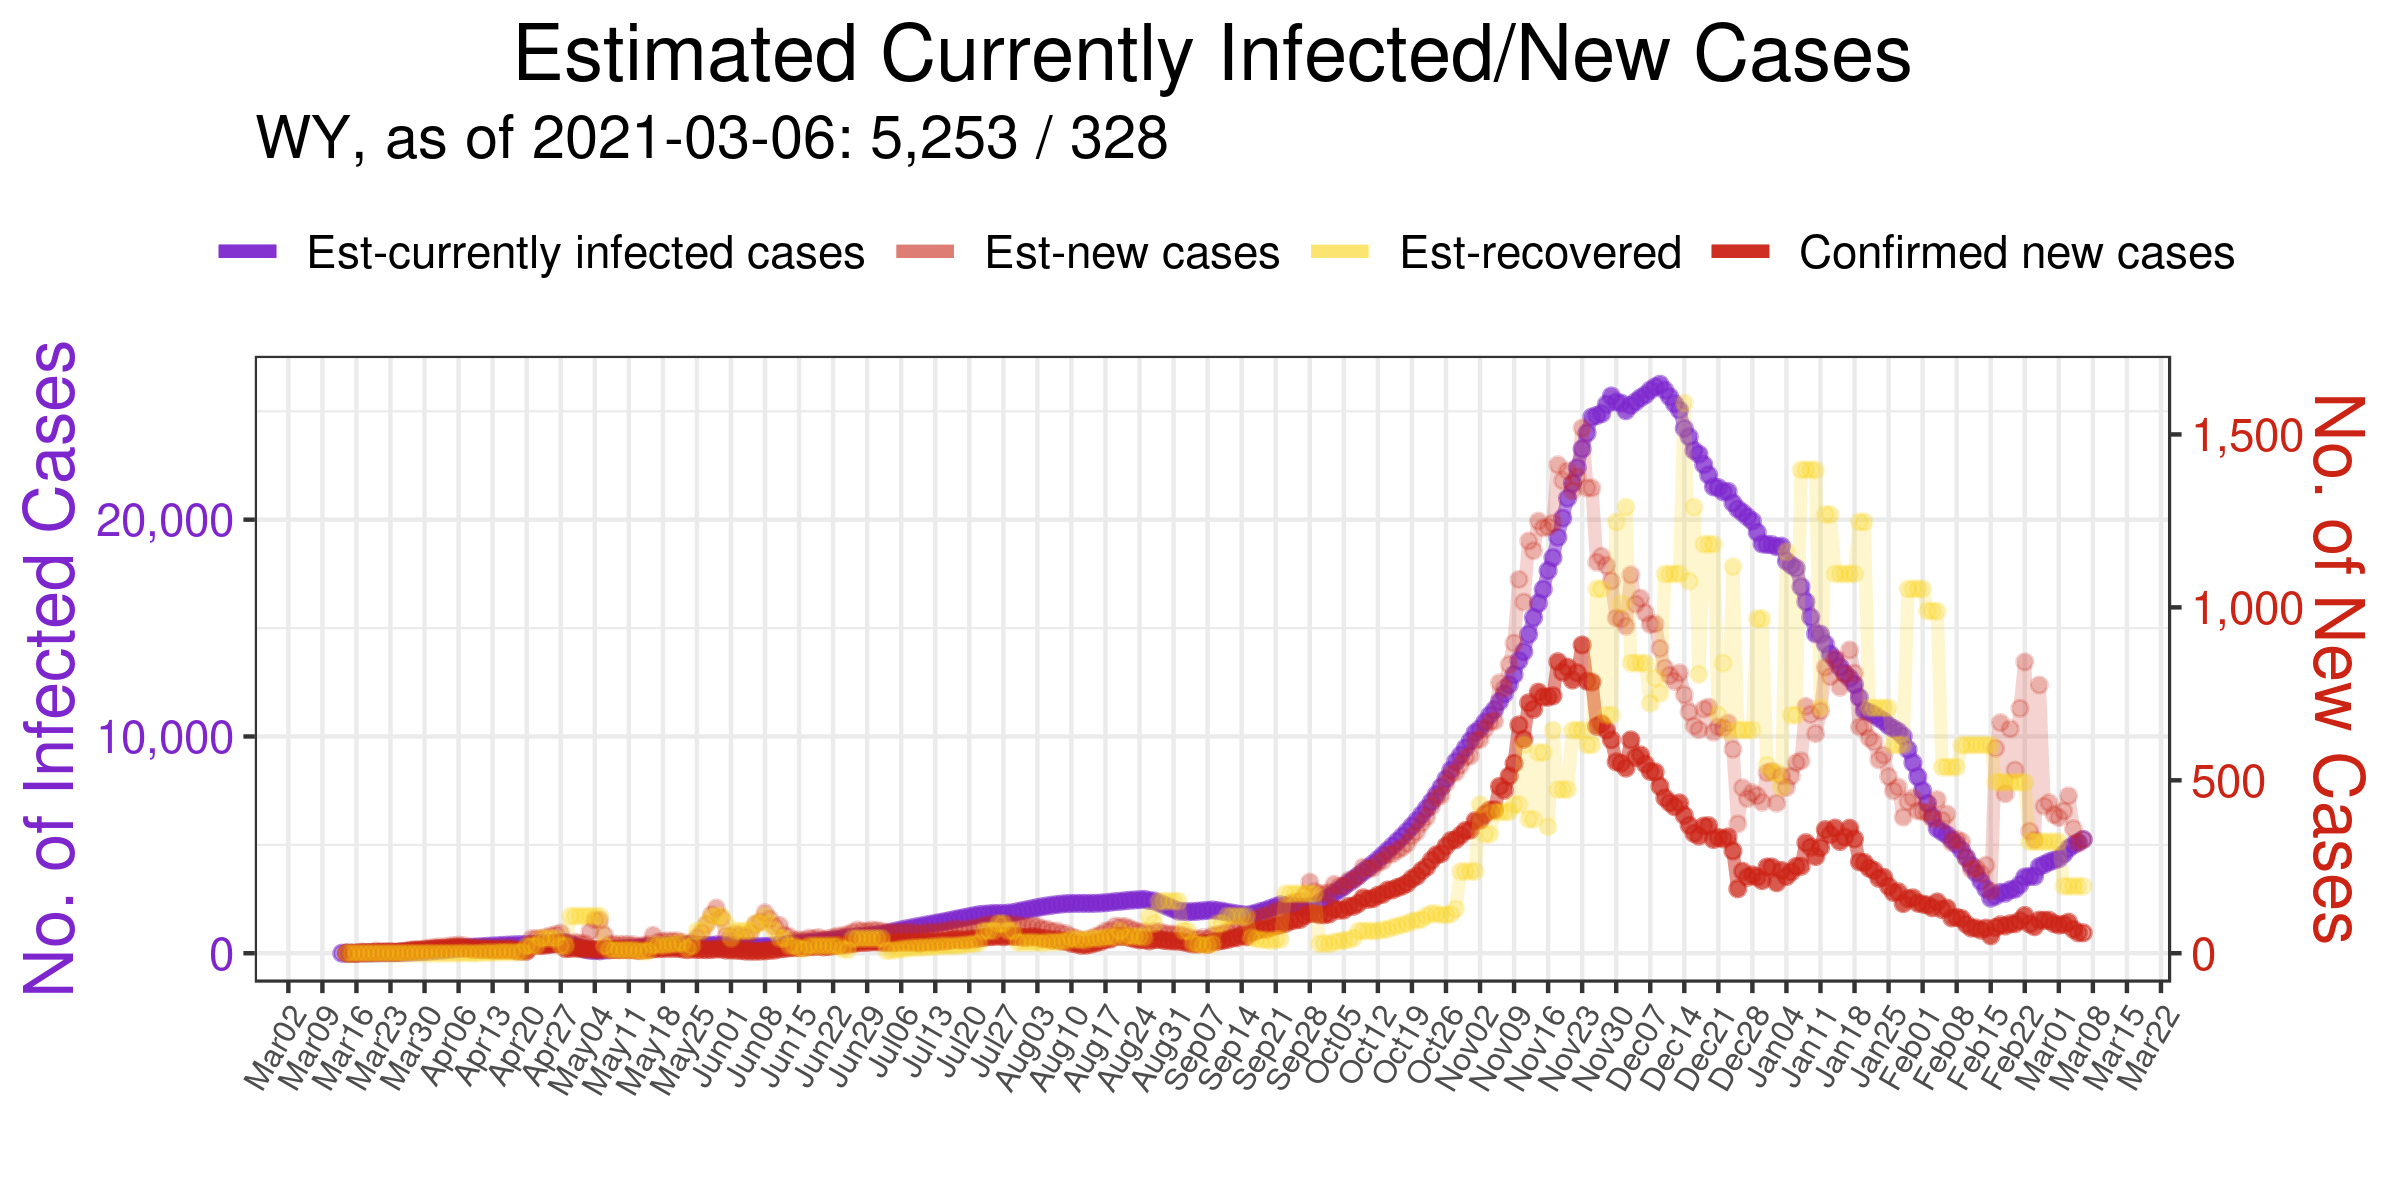 Estimated Currently Infected/New Cases
WY, as of 2021-03-06: 5,253 / 328
Est-currently infected cases Est-new cases Est-recovered Confirmed new cases
No. of Infected Cases
20,000
10,000
0
1,500
1,000
500
0
No. of New Cases
Mar02 Mar09 Mar16 Mar23 Mar30 Apr06 Apr13 Apr20 Apr27 May04 May11 May18 May25 Jun01 Jun08 Jun15 Jun22 Jun29 Jul06 Jul13 Jul20 Jul27 Aug03 Aug10 Aug17 Aug24 Aug31 Sep07 Sep14 Sep21 Sep28 Oct05 Oct12 Oct19 Oct26 Nov02 Nov09 Nov16 Nov23 Nov30 Dec07 Dec14 Dec21 Dec28 Jan04 Jan11 Jan18 Jan25 Feb01 Feb08 Feb15 Feb22 Mar01 Mar08 Mar15 Mar22